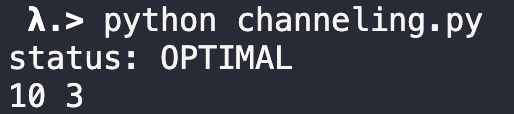 λ.> python channeling.py
status: OPTIMAL
10 3